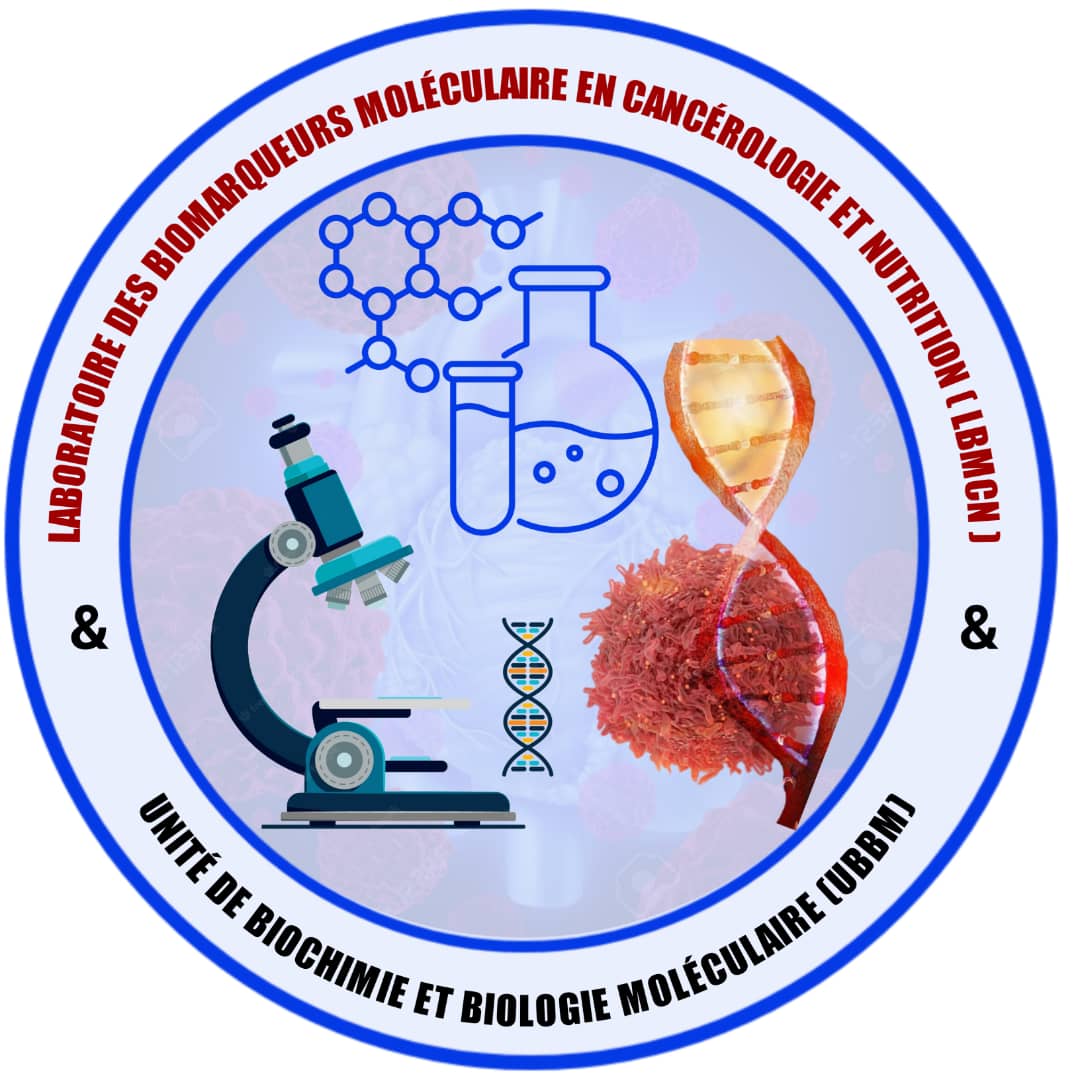 LABORATOIRE DES BIOMARQUEURS MOLÉCULAIRE EN CANCÉROLOGIE ET NUTRITION ( LBMCN )
& &
UNITÉ DE BIOCHIMIE ET BIOLOGIE MOLÉCULAIRE (UBBM)